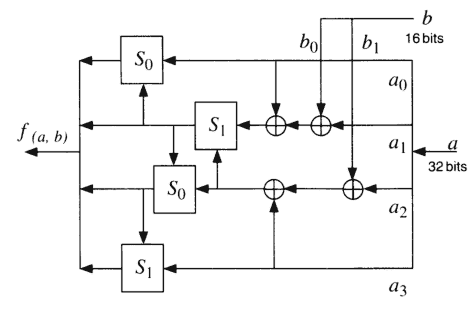 b
b₀ b₁ 16 bits
S₀
a₀
f (a, b)
S₁
a₁ a
32 bits
S₀
a₂
S₁
a₃